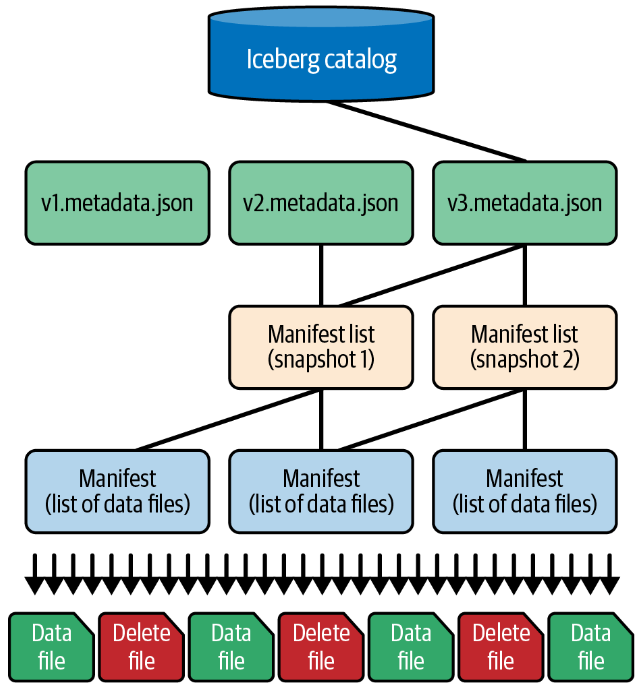 Iceberg catalog
v1.metadata.json
v2.metadata.json
v3.metadata.json
Manifest list
(snapshot 1)
Manifest list
(snapshot 2)
Manifest
(list of data files)
Manifest
(list of data files)
Manifest
(list of data files)
Data
file
Delete
file
Data
file
Delete
file
Data
file
Delete
file
Data
file